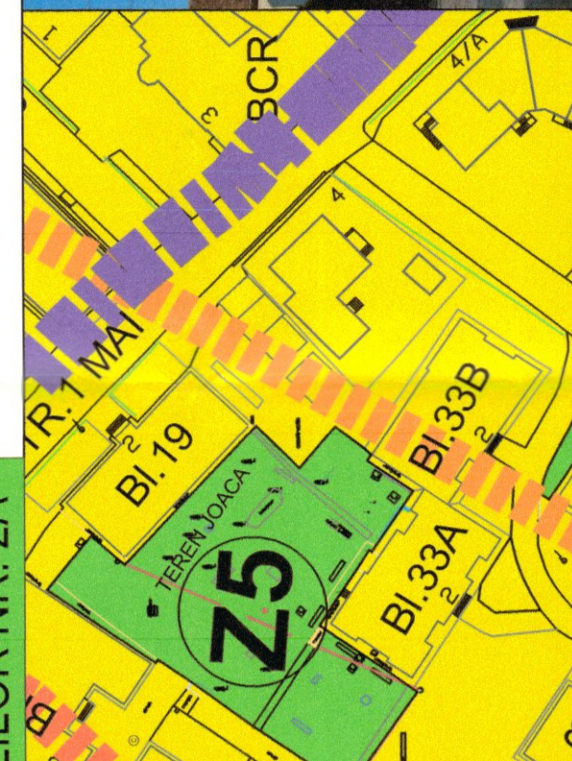 1
BCR
3
4/A
4
TR. 1 MAI
Bl.19
2
Bl.33B
2
TEREN JOACA
Z5
Bl.33A
2